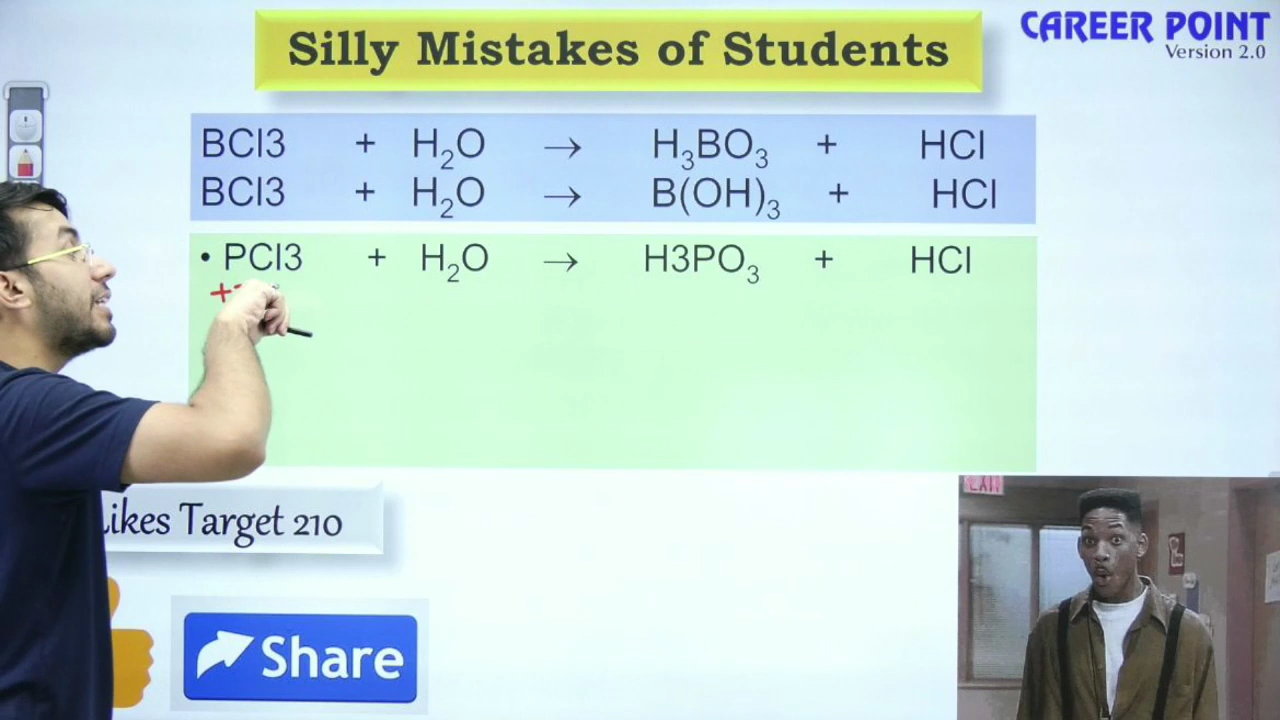 Silly Mistakes of Students
CAREER POINT
Version 2.0
BCl3 + H₂O → H₃BO₃ + HCl
BCl3 + H₂O → B(OH)₃ + HCl
• PCl3 + H₂O → H3PO₃ + HCl
+
Likes Target 210
Share
EXIT